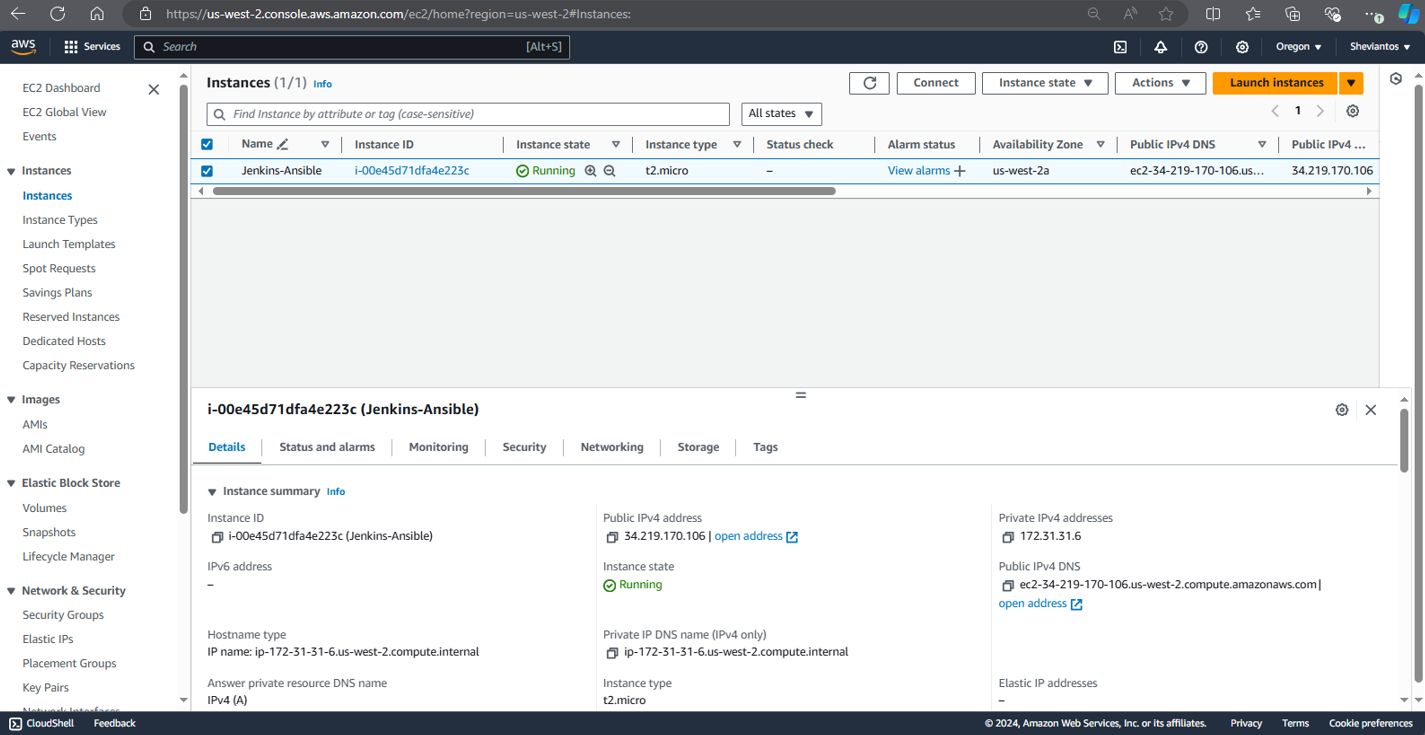 https://us-west-2.console.aws.amazon.com/ec2/home?region=us-west-2#Instances:
aws Services Search [Alt+S] Oregon Sheviantos
EC2 Dashboard
EC2 Global View
Events
Instances
Instances
Instance Types
Launch Templates
Spot Requests
Savings Plans
Reserved Instances
Dedicated Hosts
Capacity Reservations
Images
AMIs
AMI Catalog
Elastic Block Store
Volumes
Snapshots
Lifecycle Manager
Network & Security
Security Groups
Elastic IPs
Placement Groups
Key Pairs
Network Interfaces
Instances (1/1) Info Connect Instance state Actions Launch instances
Find Instance by attribute or tag (case-sensitive) All states 1
Name Instance ID Instance state Instance type Status check Alarm status Availability Zone Public IPv4 DNS Public IPv4 ...
Jenkins-Ansible i-00e45d71dfa4e223c Running t2.micro – View alarms + us-west-2a ec2-34-219-170-106.us... 34.219.170.106
i-00e45d71dfa4e223c (Jenkins-Ansible)
Details Status and alarms Monitoring Security Networking Storage Tags
Instance summary Info
Instance ID
i-00e45d71dfa4e223c (Jenkins-Ansible)
Public IPv4 address
34.219.170.106 | open address
Private IPv4 addresses
172.31.31.6
IPv6 address
–
Instance state
Running
Public IPv4 DNS
ec2-34-219-170-106.us-west-2.compute.amazonaws.com |
open address
Hostname type
IP name: ip-172-31-31-6.us-west-2.compute.internal
Private IP DNS name (IPv4 only)
ip-172-31-31-6.us-west-2.compute.internal
Answer private resource DNS name
IPv4 (A)
Instance type
t2.micro
Elastic IP addresses
–
CloudShell Feedback © 2024, Amazon Web Services, Inc. or its affiliates. Privacy Terms Cookie preferences